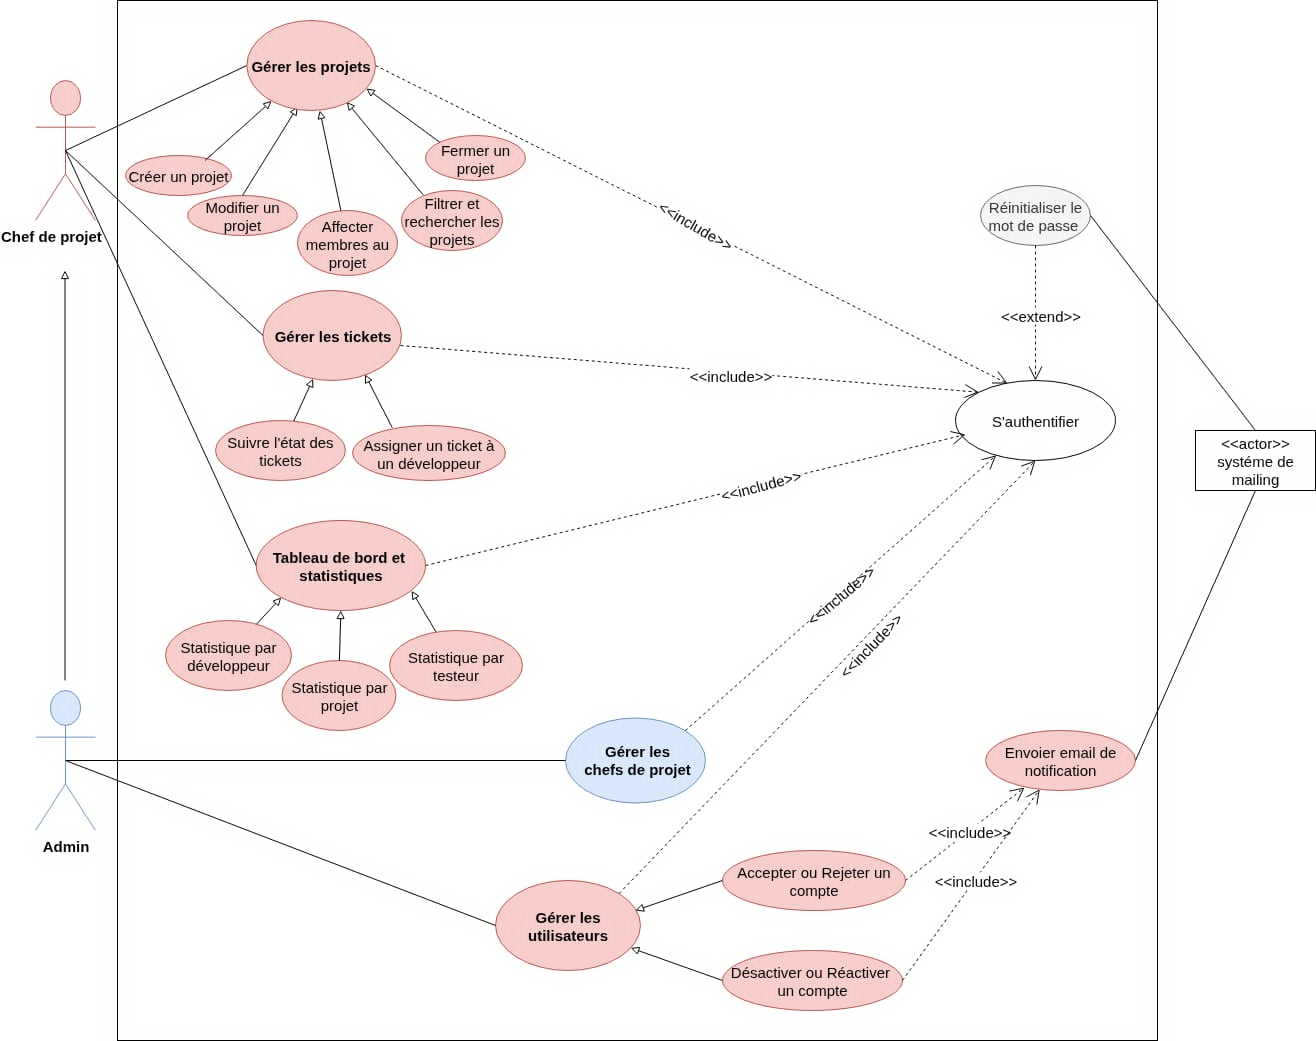 Gérer les projets
Créer un projet
Modifier un
projet
Affecter
membres au
projet
Filtrer et
rechercher les
projets
Fermer un
projet
Chef de projet
<<include>>
Réinitialiser le
mot de passe
<<extend>>
Gérer les tickets
<<include>>
S'authentifier
Suivre l'état des
tickets
Assigner un ticket à
un développeur
<<actor>>
systéme de
mailing
<<include>>
Tableau de bord et
statistiques
Statistique par
développeur
Statistique par
projet
Statistique par
testeur
<<include>>
<<include>>
Gérer les
chefs de projet
Envoier email de
notification
Admin
<<include>>
<<include>>
Accepter ou Rejeter un
compte
Gérer les
utilisateurs
Désactiver ou Réactiver
un compte